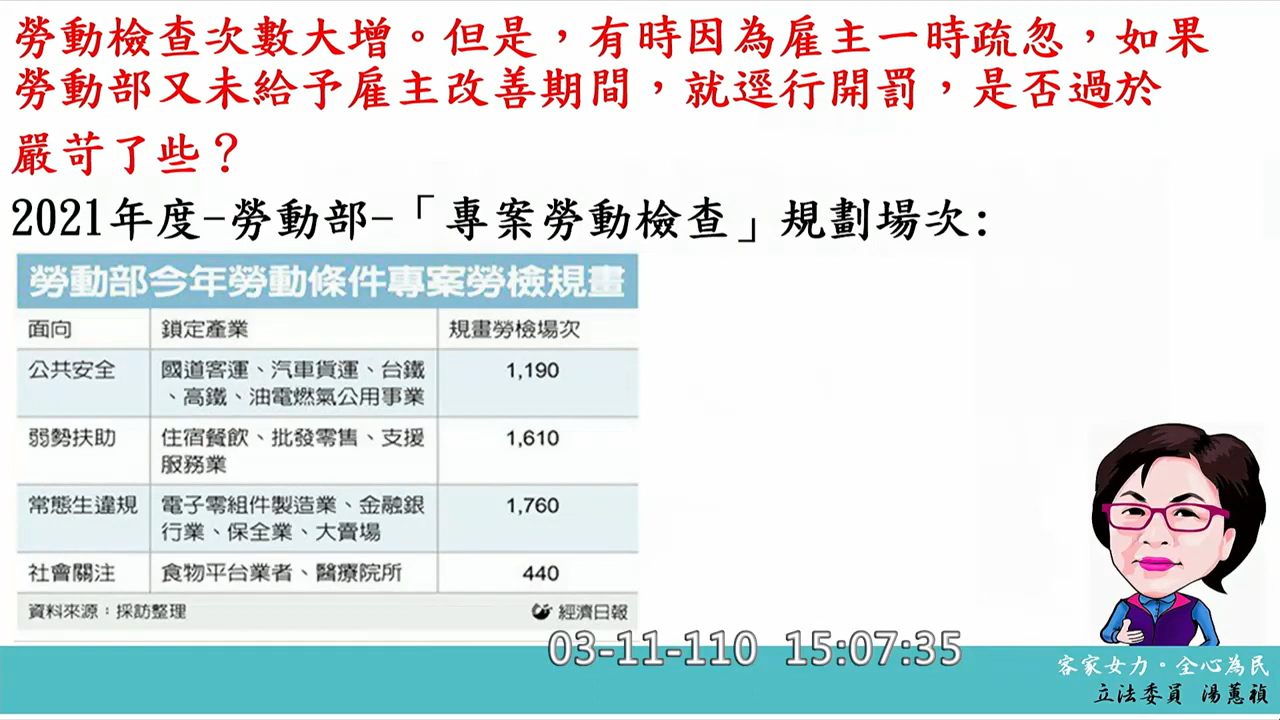 勞動檢查次數大增。但是，有時因為雇主一時疏忽，如果
勞動部又未給予雇主改善期間，就逕行開罰，是否過於
嚴苛了些？
2021年度-勞動部-「專案勞動檢查」規劃場次:
勞動部今年勞動條件專案勞檢規畫
面向 鎖定產業 規畫勞檢場次
公共安全 國道客運、汽車貨運、台鐵 1,190
、高鐵、油電燃氣公用事業
弱勢扶助 住宿餐飲、批發零售、支援 1,610
服務業
常態生違規 電子零組件製造業、金融銀 1,760
行業、保全業、大賣場
社會關注 食物平台業者、醫療院所 440
資料來源：採訪整理 經濟日報
03-11-110 15:07:35
客家女力。全心為民
立法委員 湯蕙禎